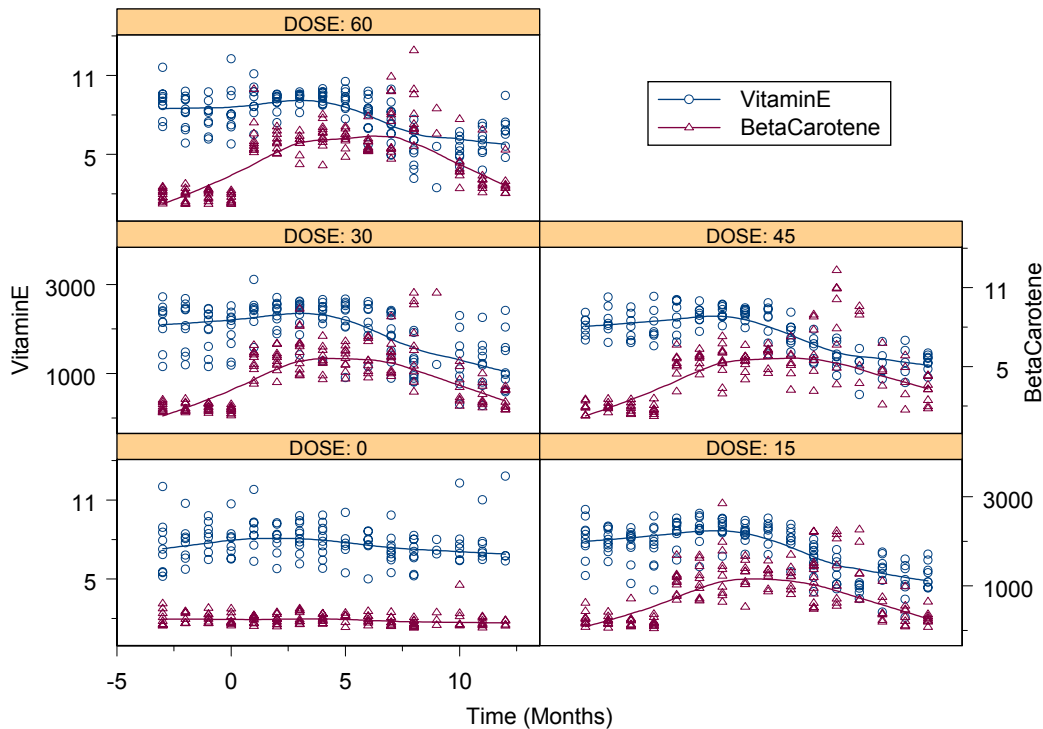 DOSE: 60
11
5
VitaminE
BetaCarotene
DOSE: 30
DOSE: 45
3000
1000
11
5
VitaminE
BetaCarotene
DOSE: 0
DOSE: 15
11
5
3000
1000
-5 0 5 10
Time (Months)